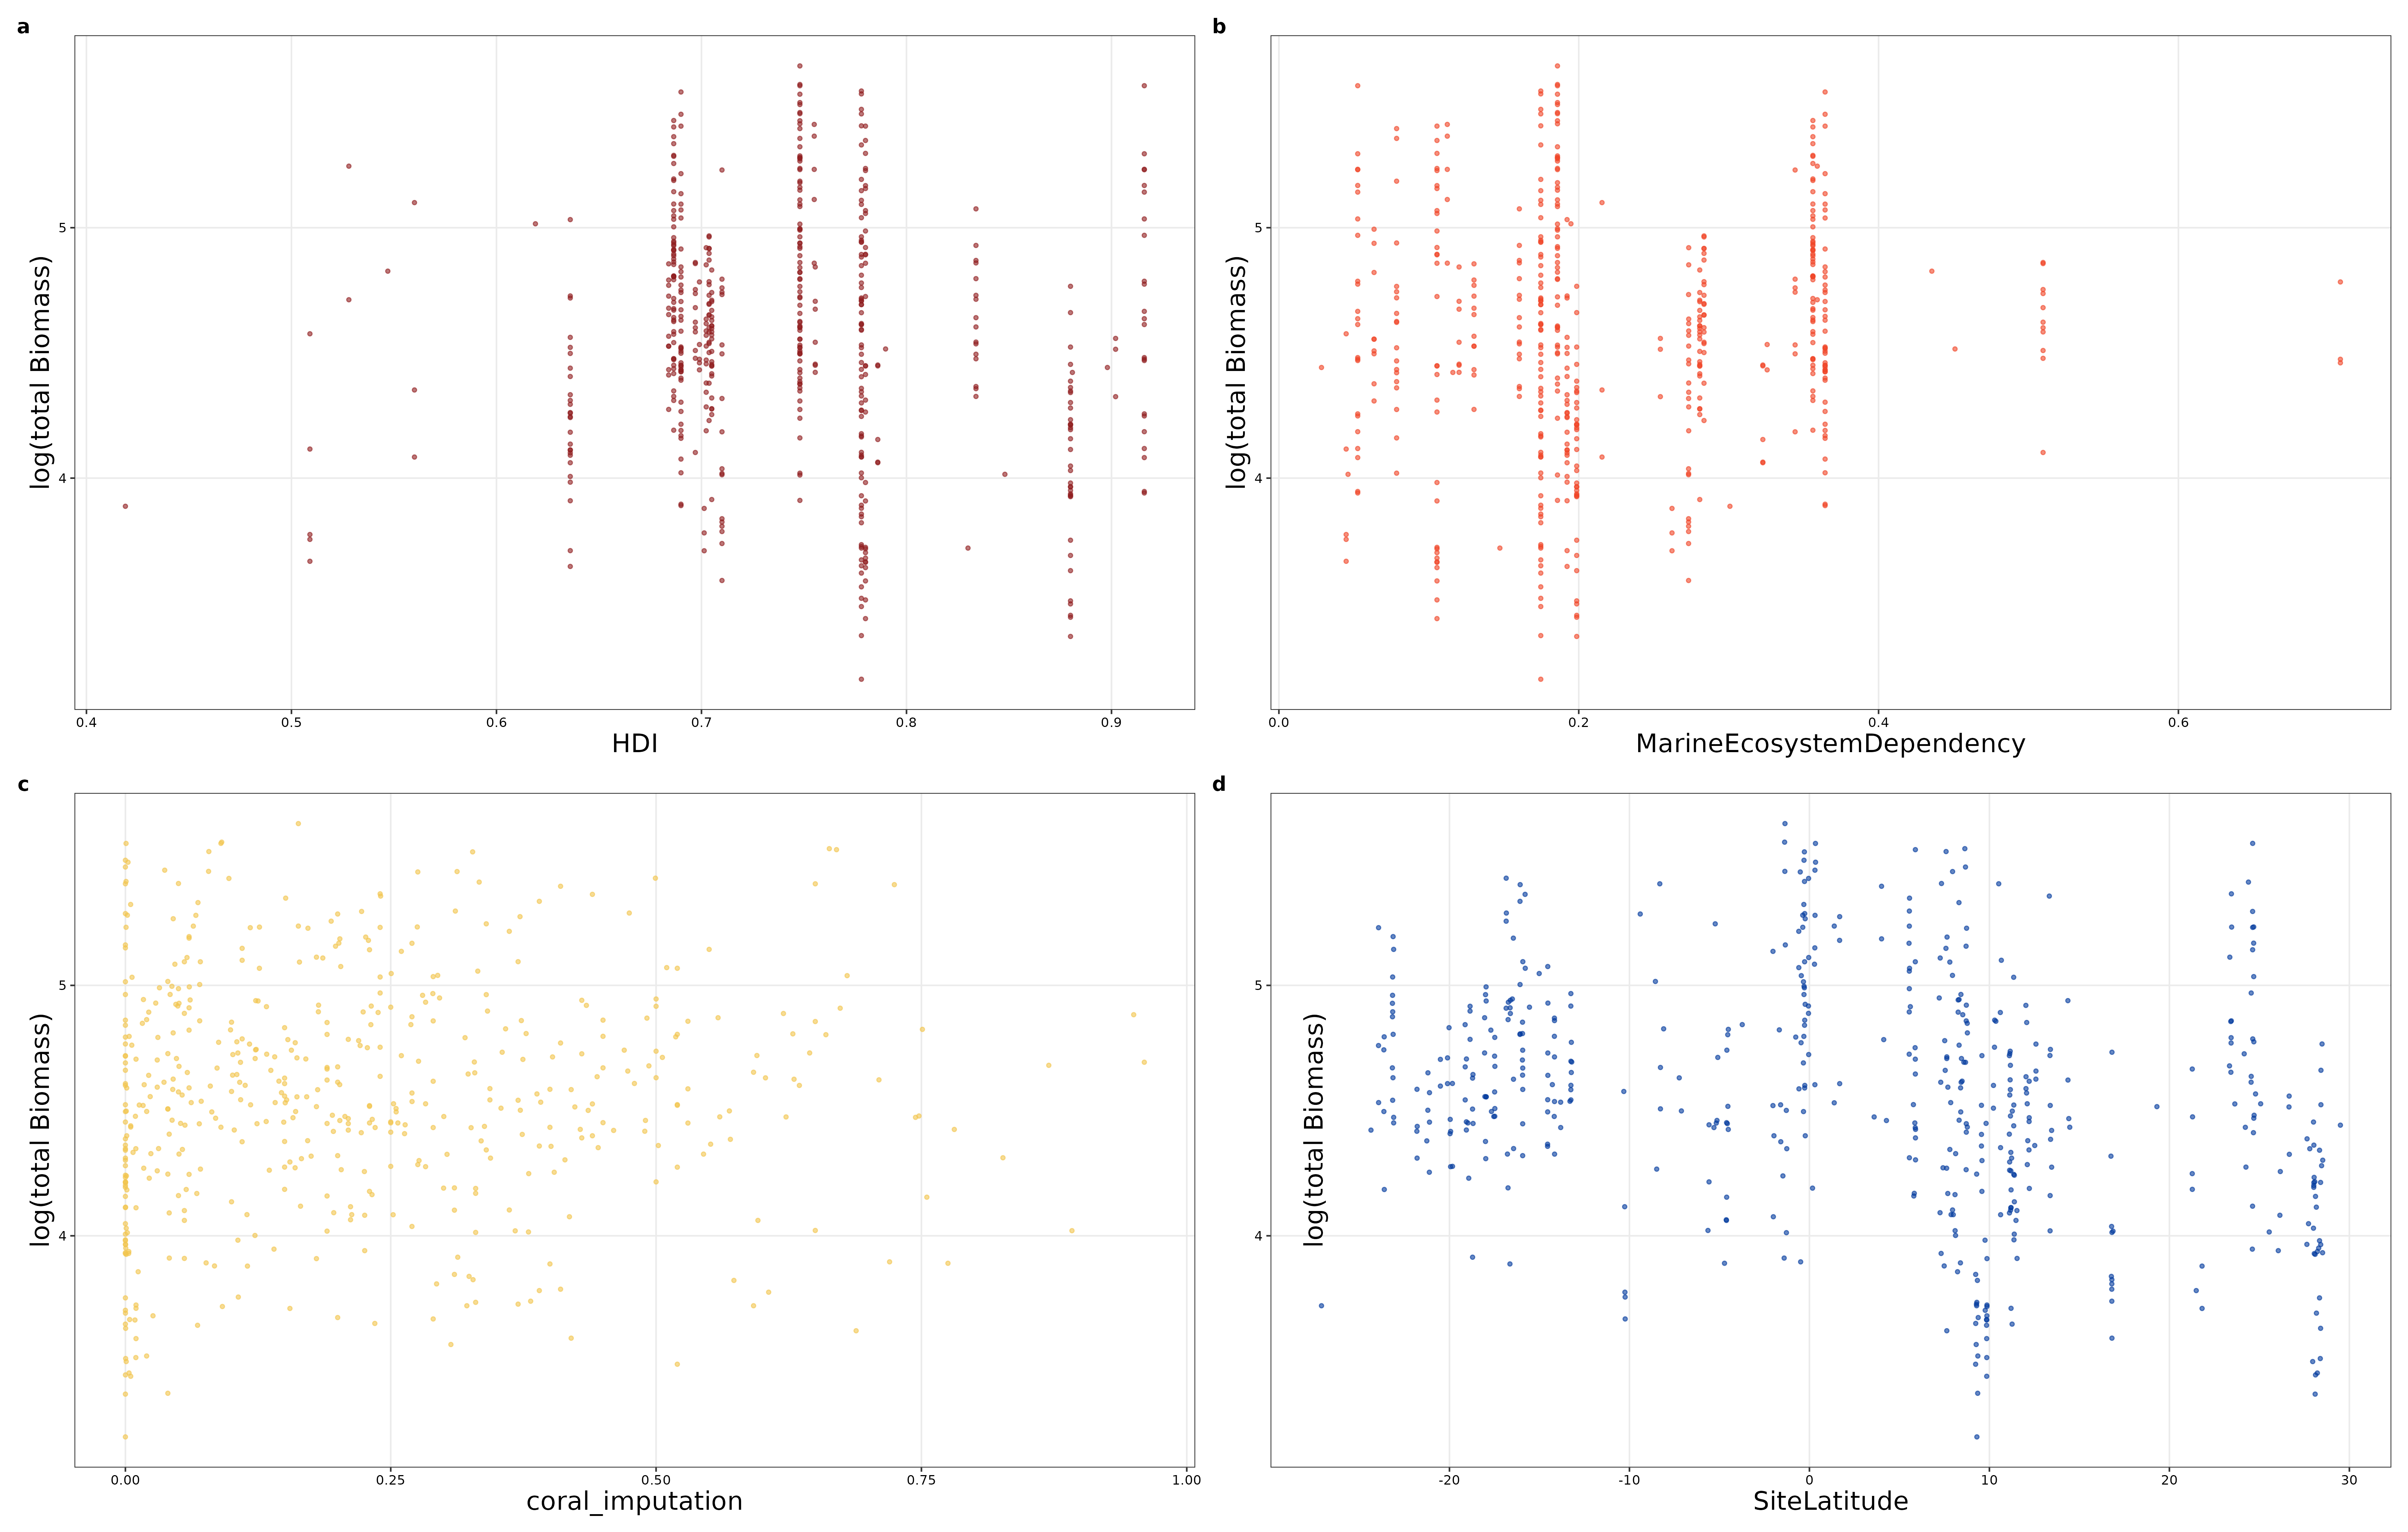 a
b
log(total Biomass)
5
4
0.4 0.5 0.6 0.7 0.8 0.9
HDI
log(total Biomass)
5
4
0.0 0.2 0.4 0.6
MarineEcosystemDependency
c
d
log(total Biomass)
5
4
0.00 0.25 0.50 0.75 1.00
coral_imputation
log(total Biomass)
5
4
-20 -10 0 10 20 30
SiteLatitude